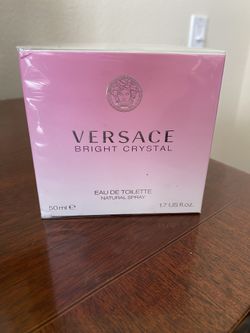 VERSACE
BRIGHT CRYSTAL
EAU DE TOILETTE
NATURAL SPRAY
50 ml ℮ 1.7 US fl. oz.